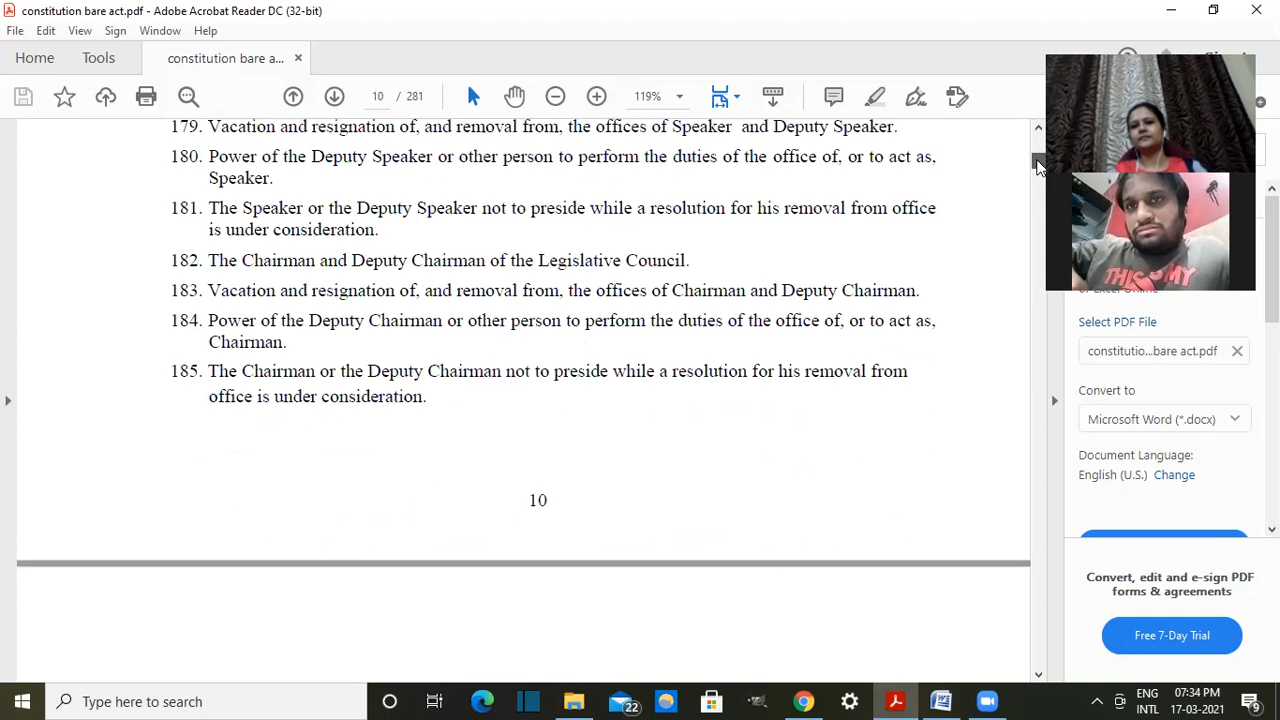 constitution bare act.pdf - Adobe Acrobat Reader DC (32-bit)
File Edit View Sign Window Help
Home Tools constitution bare a... ×
10 / 281 119%
179. Vacation and resignation of, and removal from, the offices of Speaker and Deputy Speaker.
180. Power of the Deputy Speaker or other person to perform the duties of the office of, or to act as,
Speaker.
181. The Speaker or the Deputy Speaker not to preside while a resolution for his removal from office
is under consideration.
182. The Chairman and Deputy Chairman of the Legislative Council.
183. Vacation and resignation of, and removal from, the offices of Chairman and Deputy Chairman.
184. Power of the Deputy Chairman or other person to perform the duties of the office of, or to act as,
Chairman.
185. The Chairman or the Deputy Chairman not to preside while a resolution for his removal from
office is under consideration.
10
THIS MY
Select PDF File
constitutio...bare act.pdf
Convert to
Microsoft Word (*.docx)
Document Language:
English (U.S.) Change
Convert, edit and e-sign PDF
forms & agreements
Free 7-Day Trial
Type here to search
22
ENG
INTL
07:34 PM
17-03-2021
9